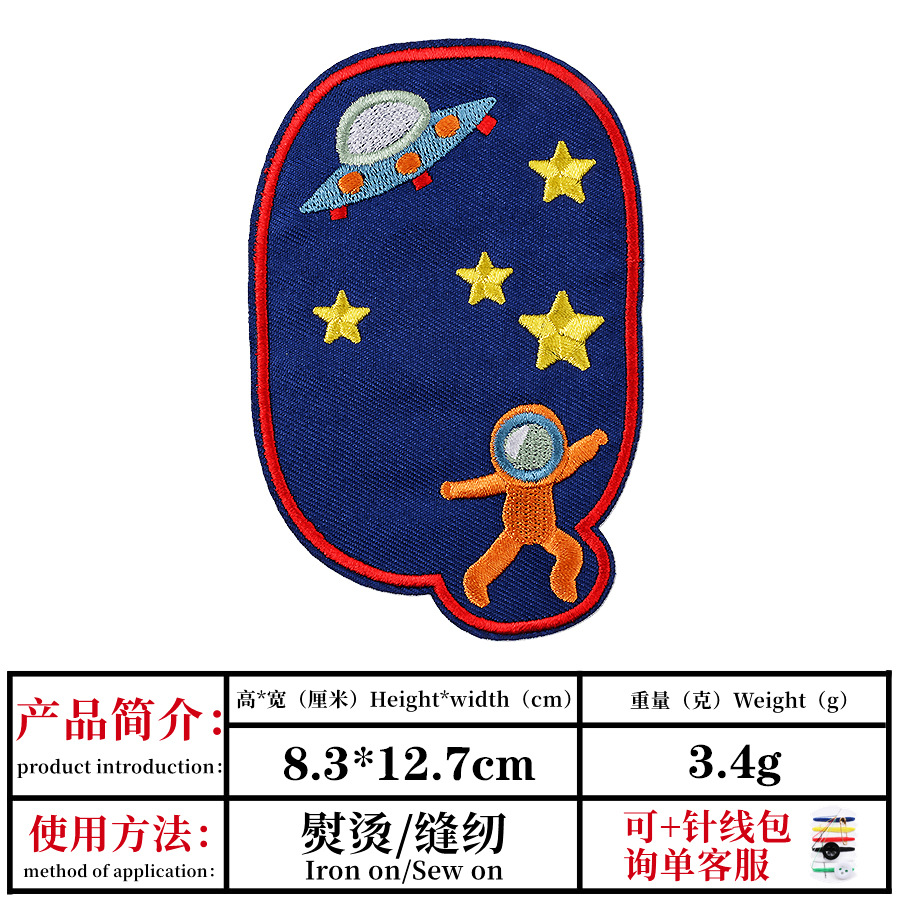 产品简介：
product introduction：
高*宽（厘米）Height*width（cm）
重量（克）Weight（g）
8.3*12.7cm
3.4g
使用方法：
method of application：
熨烫/缝纫
Iron on/Sew on
可+针线包
询单客服